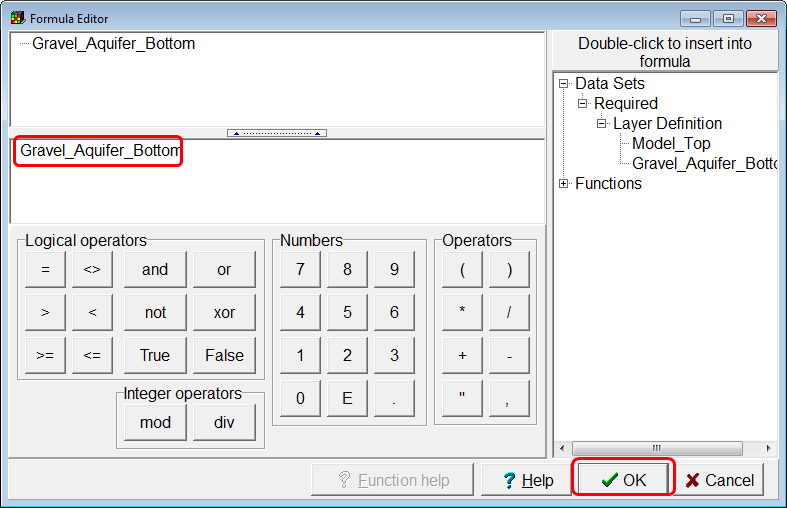 Formula Editor
Gravel_Aquifer_Bottom
Gravel_Aquifer_Bottom
Double-click to insert into
formula
Data Sets
Required
Layer Definition
Model_Top
Gravel_Aquifer_Botto
Functions
Logical operators
= <> and or
> < not xor
>= <= True False
Integer operators
mod div
Numbers
7 8 9
4 5 6
1 2 3
0 E .
Operators
( )
* /
+ -
" ,
? Function help
? Help
OK
Cancel